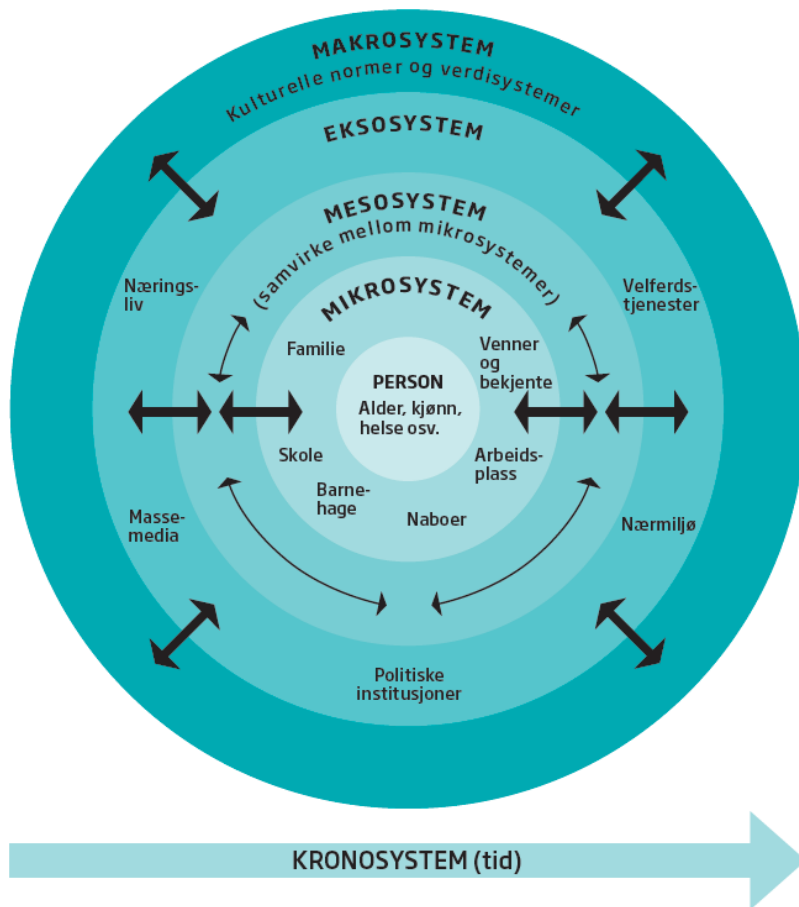 MAKROSYSTEM
Kulturelle normer og verdisystemer
EKSOSYSTEM
MESOSYSTEM
(samvirke mellom mikrosystemer)
MIKROSYSTEM
Nærings-
liv
Velferds-
tjenester
Familie
Venner
og
bekjente
PERSON
Alder, kjønn,
helse osv.
Skole
Arbeids-
plass
Barne-
hage
Naboer
Masse-
media
Nærmiljø
Politiske
institusjoner
KRONOSYSTEM (tid)